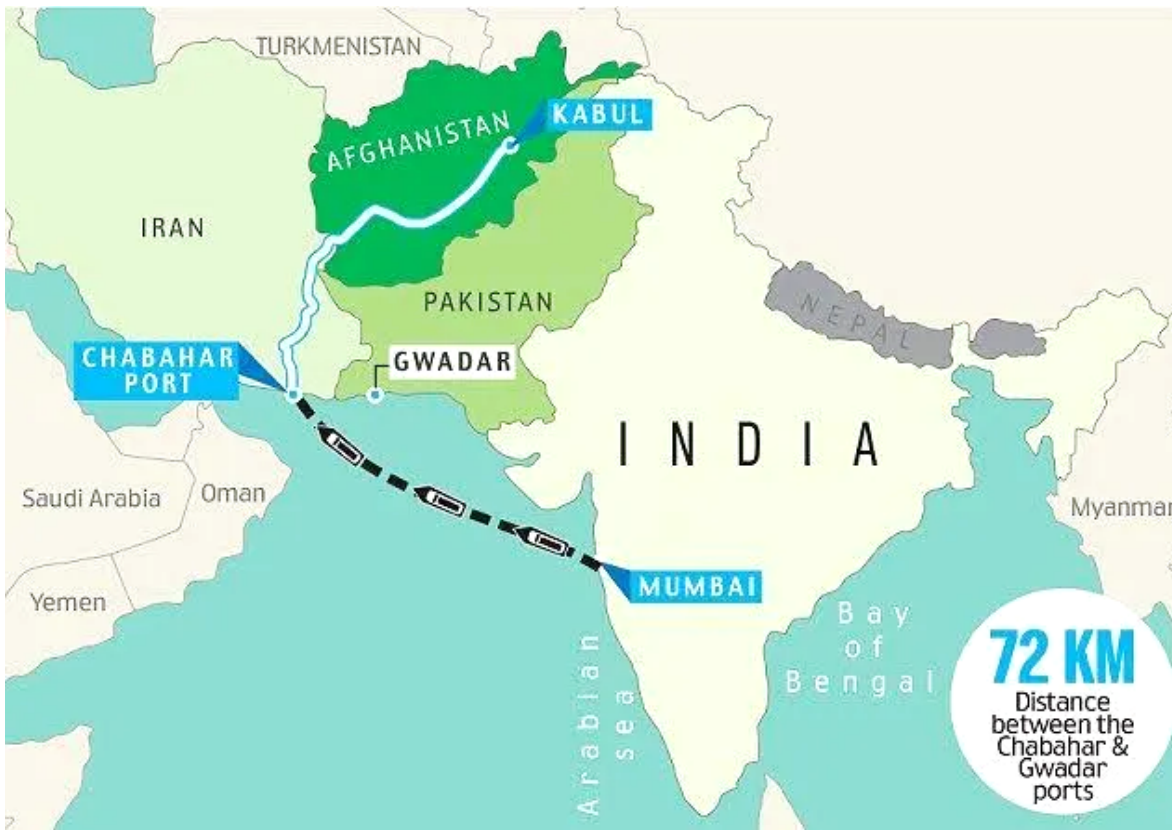 TURKMENISTAN
AFGHANISTAN
KABUL
IRAN
PAKISTAN
NEPAL
CHABAHAR
PORT
GWADAR
INDIA
Saudi Arabia
Oman
Myanmar
Yemen
MUMBAI
Arabian
sea
Bay
of
Bengal
72 KM
Distance
between the
Chabahar &
Gwadar
ports